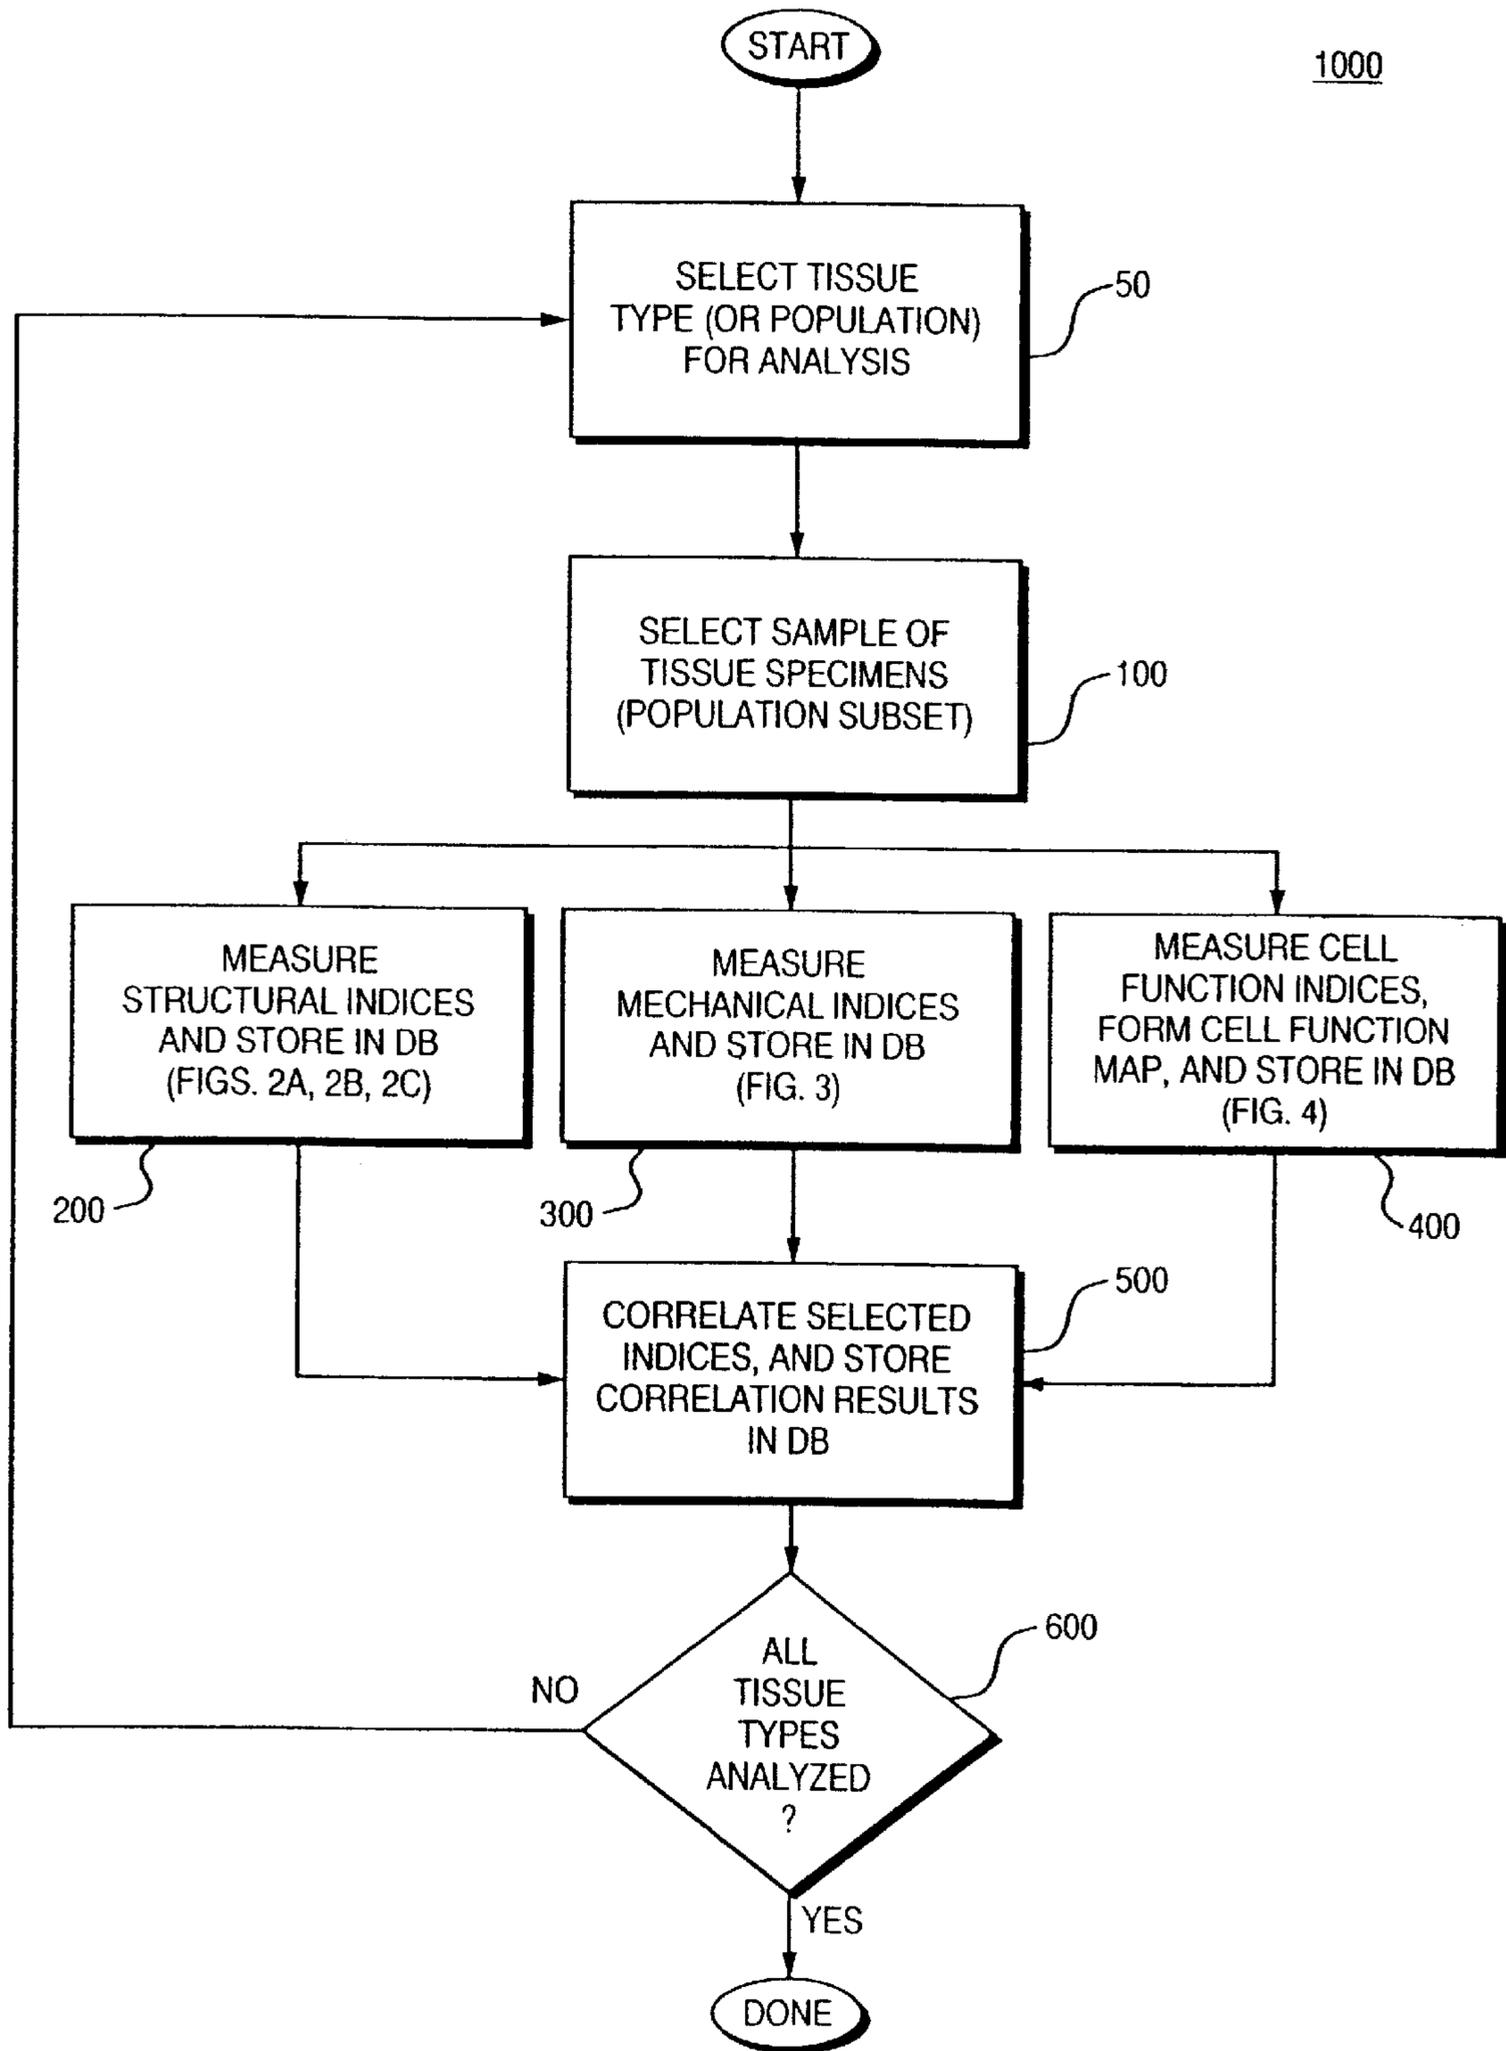 START
1000
SELECT TISSUE
TYPE (OR POPULATION)
FOR ANALYSIS
50
SELECT SAMPLE OF
TISSUE SPECIMENS
(POPULATION SUBSET)
100
MEASURE
STRUCTURAL INDICES
AND STORE IN DB
(FIGS. 2A, 2B, 2C)
200
MEASURE
MECHANICAL INDICES
AND STORE IN DB
(FIG. 3)
300
MEASURE CELL
FUNCTION INDICES,
FORM CELL FUNCTION
MAP, AND STORE IN DB
(FIG. 4)
400
CORRELATE SELECTED
INDICES, AND STORE
CORRELATION RESULTS
IN DB
500
ALL
TISSUE
TYPES
ANALYZED
?
600
NO
YES
DONE